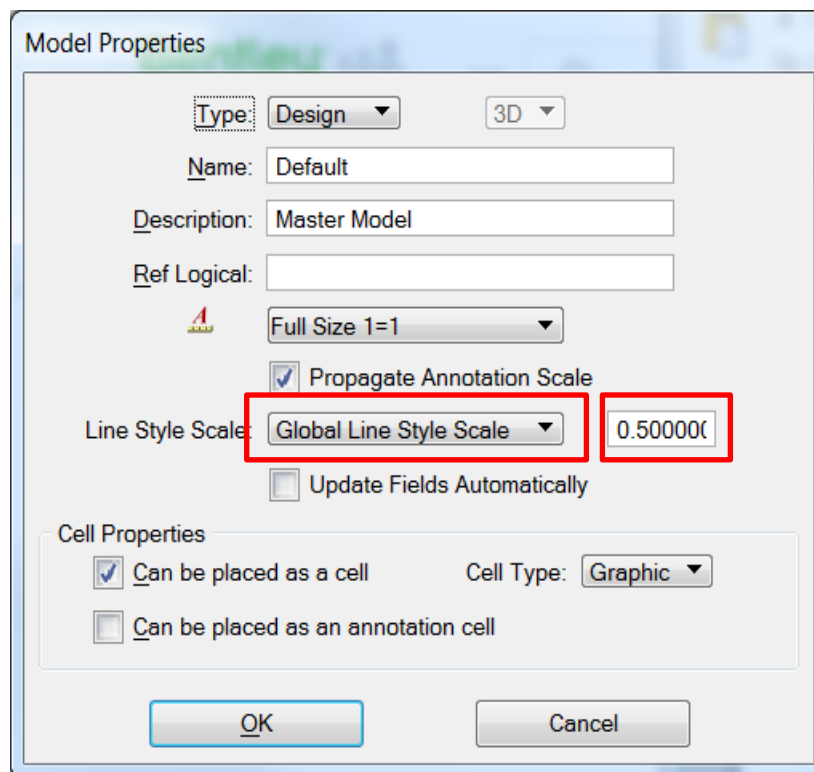 Model Properties
Type: Design 3D
Name: Default
Description: Master Model
Ref Logical:
A Full Size 1=1
Propagate Annotation Scale
Line Style Scale: Global Line Style Scale 0.500000
Update Fields Automatically
Cell Properties
Can be placed as a cell Cell Type: Graphic
Can be placed as an annotation cell
OK Cancel